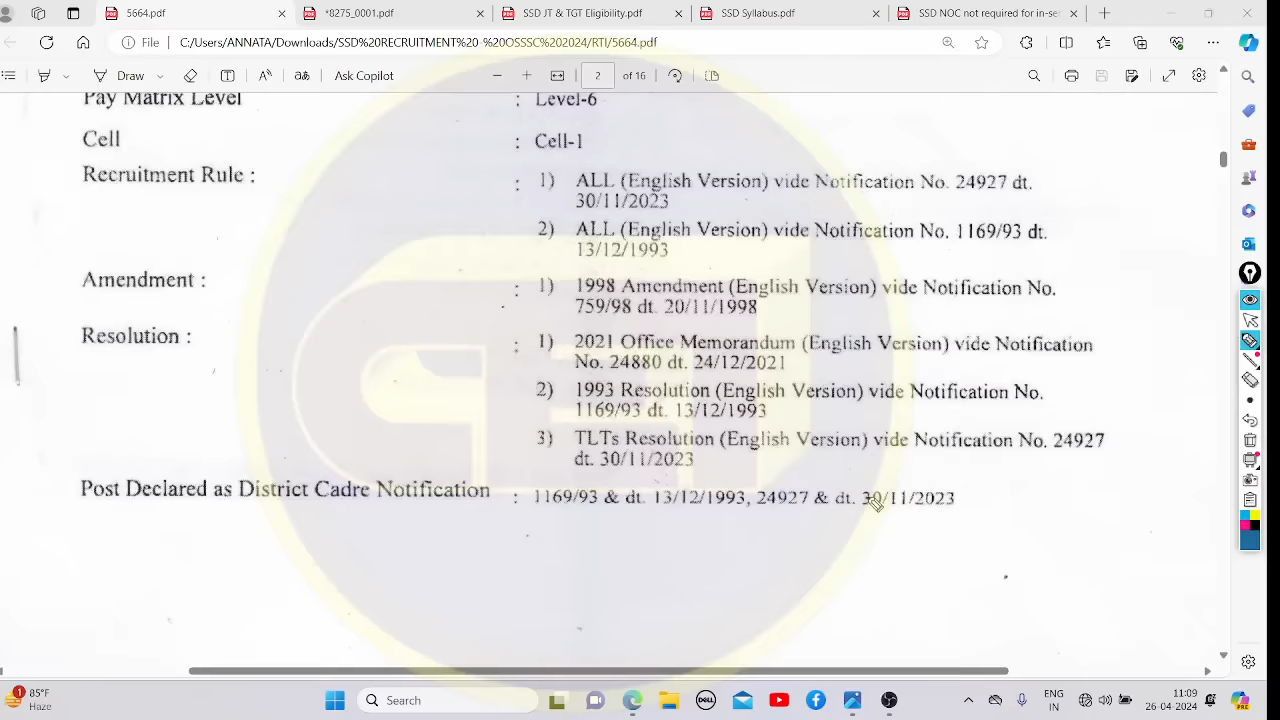 5664.pdf
*8275_0001.pdf
SSD JT & TGT Eligibility.pdf
SSD Syllabus.pdf
SSD NOC not required for in-ser
File C:/Users/ANNATA/Downloads/SSD%20RECRUITMENT%20-%20OSSSC%202024/RTI/5664.pdf
Draw
Ask Copilot
2 of 16
Pay Matrix Level : Level-6
Cell : Cell-1
Recruitment Rule : : 1) ALL (English Version) vide Notification No. 24927 dt.
30/11/2023
2) ALL (English Version) vide Notification No. 1169/93 dt.
13/12/1993
Amendment : : 1) 1998 Amendment (English Version) vide Notification No.
759/98 dt. 20/11/1998
Resolution : : 1) 2021 Office Memorandum (English Version) vide Notification
No. 24880 dt. 24/12/2021
2) 1993 Resolution (English Version) vide Notification No.
1169/93 dt. 13/12/1993
3) TLTs Resolution (English Version) vide Notification No. 24927
dt. 30/11/2023
Post Declared as District Cadre Notification : 1169/93 & dt. 13/12/1993, 24927 & dt. 30/11/2023
1
85°F
Haze
Search
DELL
ENG
IN
11:09
26-04-2024
PRE